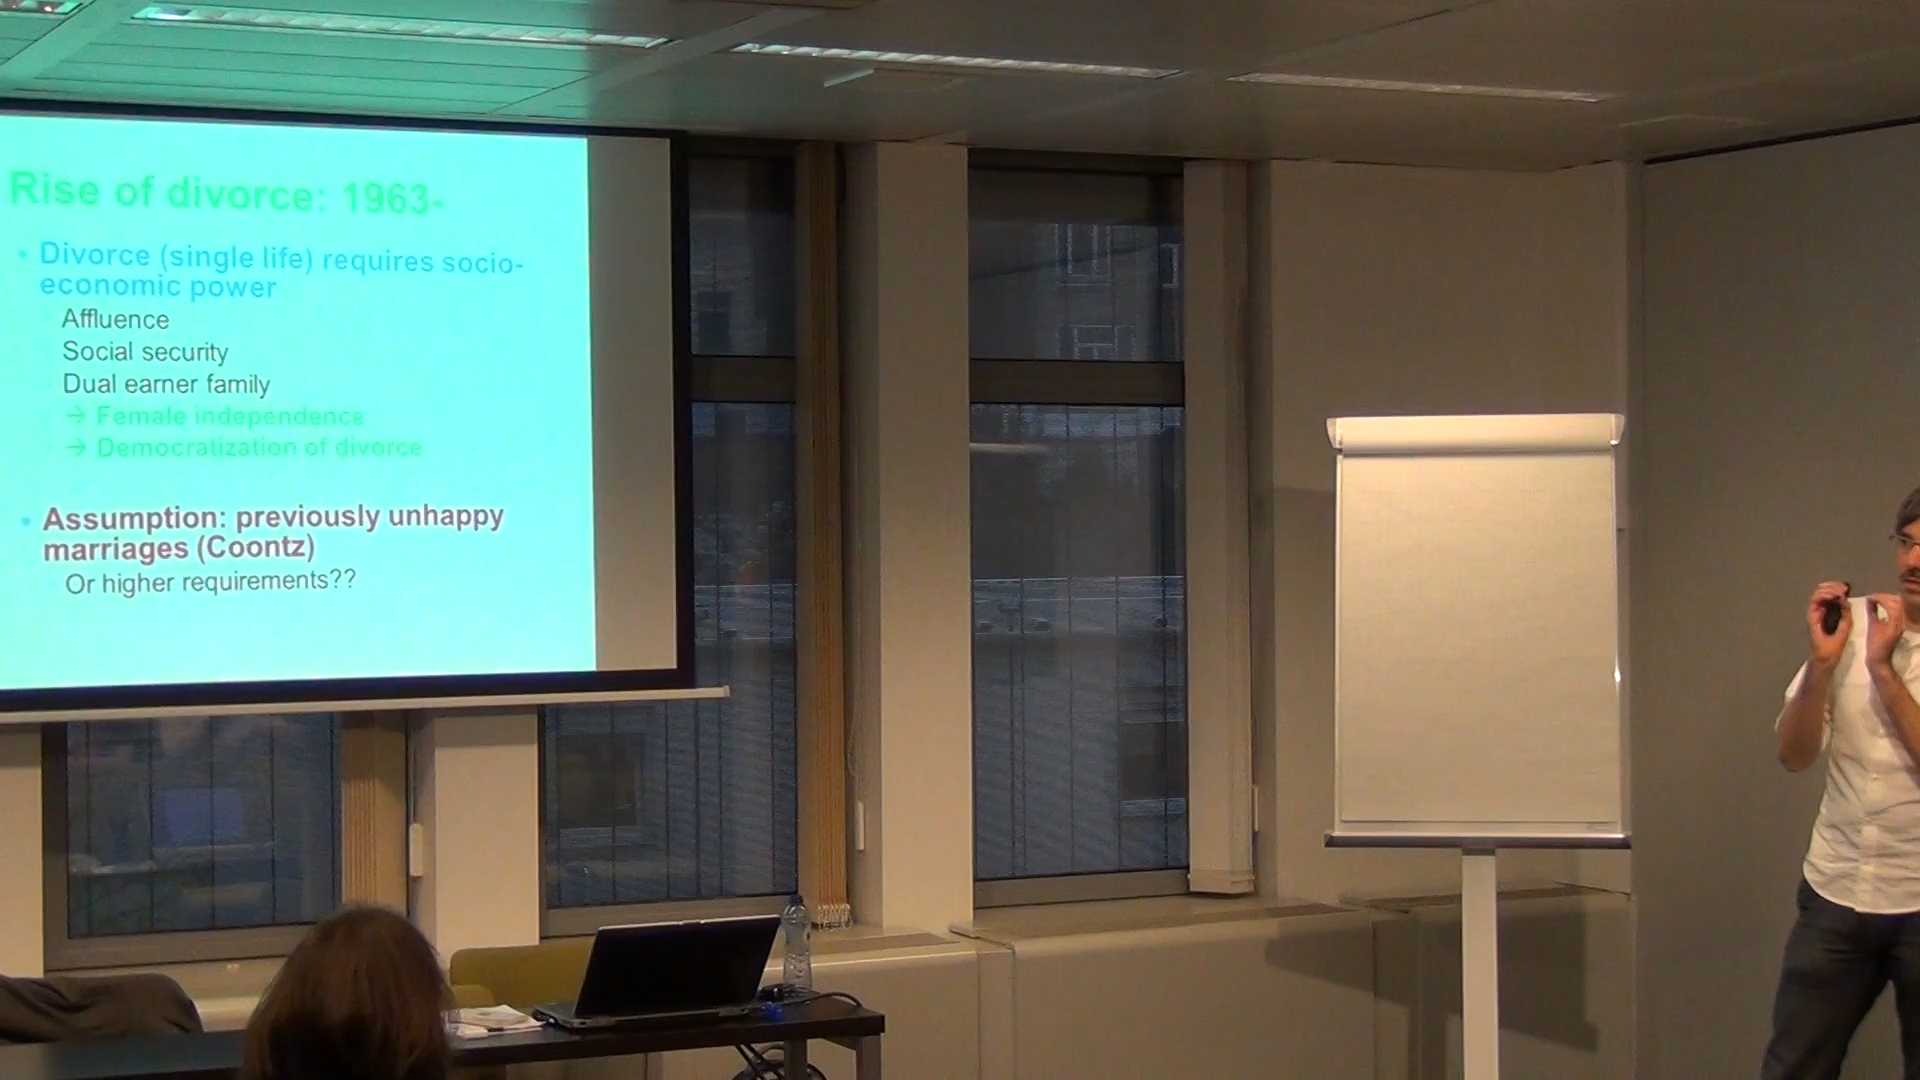 Rise of divorce: 1963-
• Divorce (single life) requires socio-
economic power
Affluence
Social security
Dual earner family
→ Female independence
→ Democratization of divorce
• Assumption: previously unhappy
marriages (Coontz)
Or higher requirements??